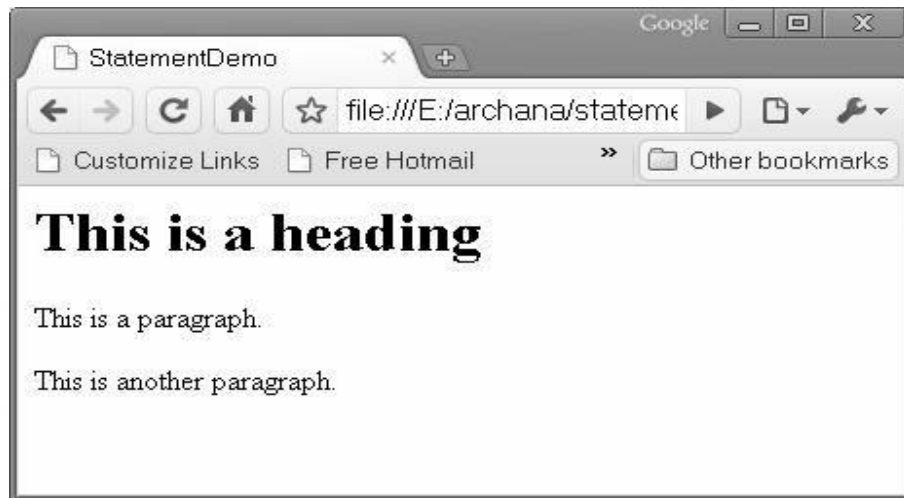 Google
StatementDemo
file:///E:/archana/stateme
Customize Links Free Hotmail » Other bookmarks
This is a heading
This is a paragraph.
This is another paragraph.